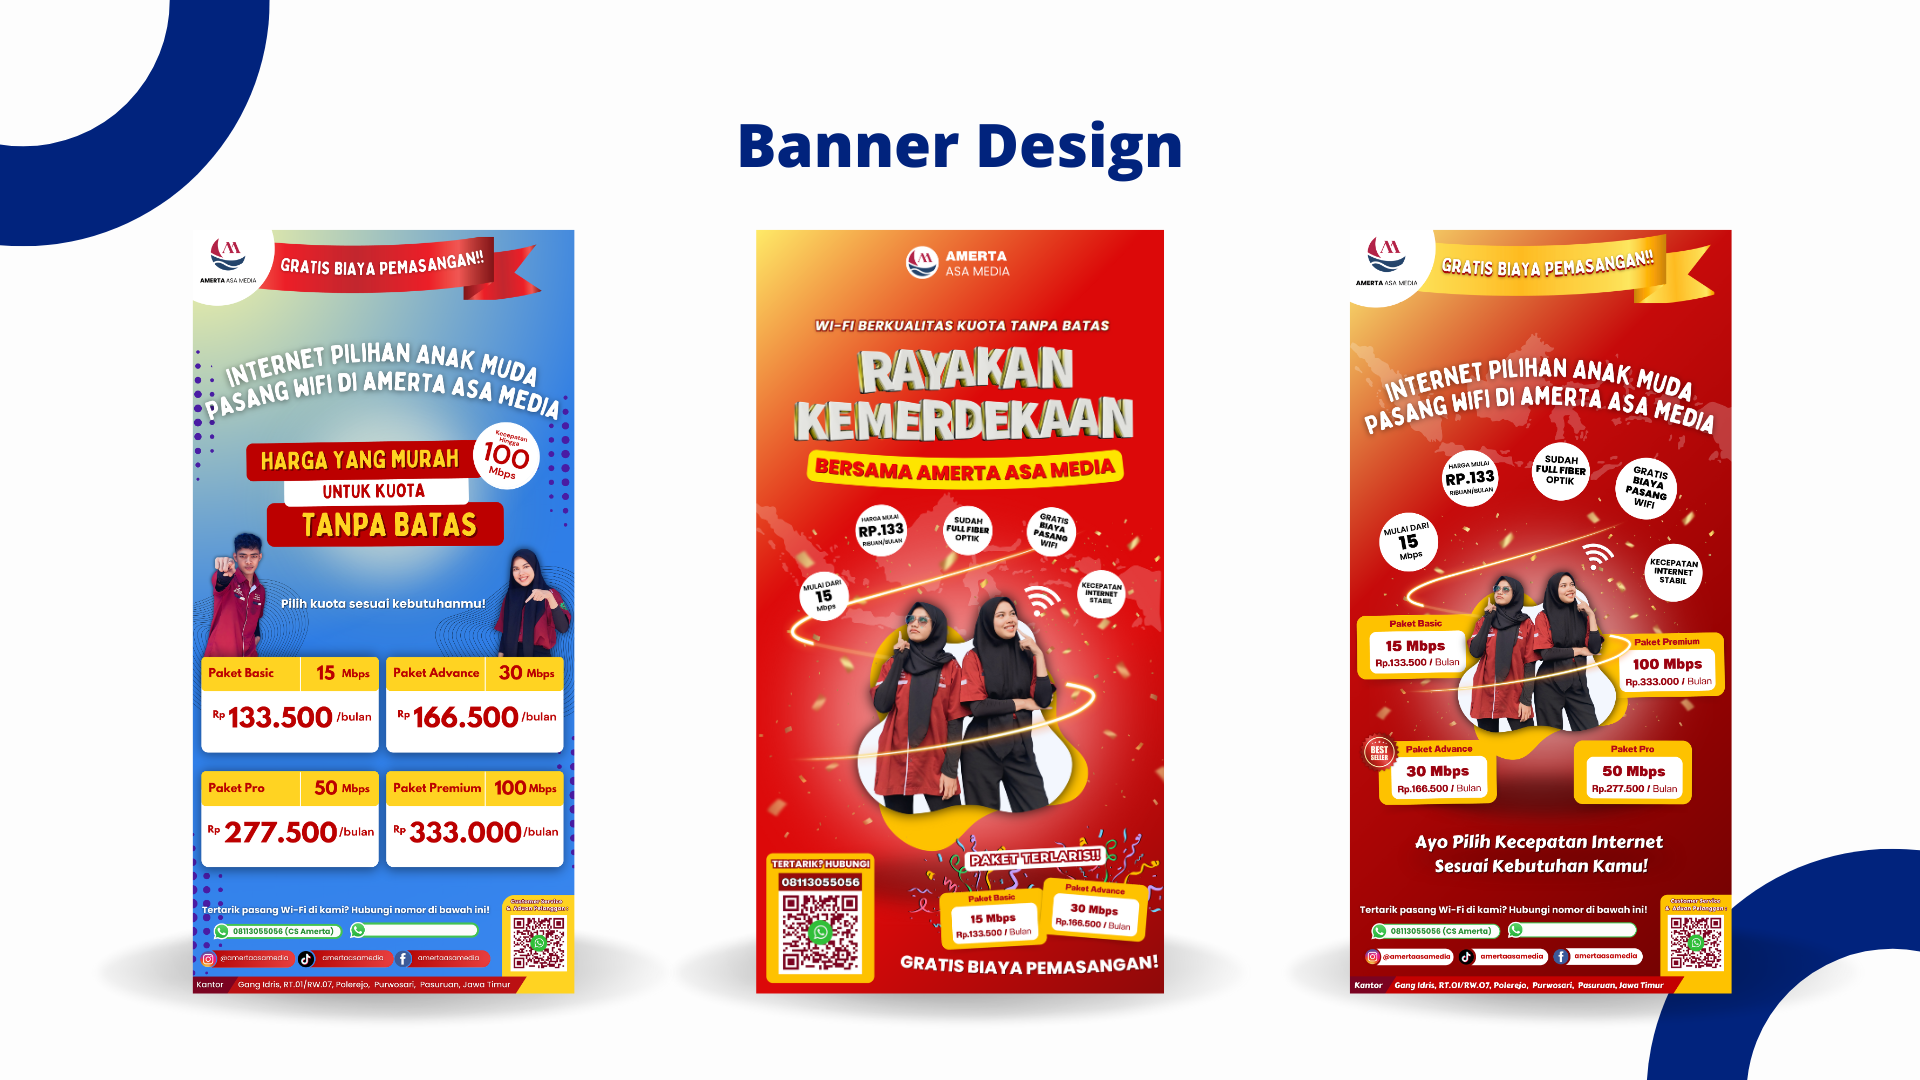 Banner Design
AMERTA ASA MEDIA
GRATIS BIAYA PEMASANGAN!!
INTERNET PILIHAN ANAK MUDA
PASANG WIFI DI AMERTA ASA MEDIA
HARGA YANG MURAH
Kecepatan
Hingga
100
Mbps
UNTUK KUOTA
TANPA BATAS
Pilih kuota sesuai kebutuhanmu!
Paket Basic 15 Mbps
Rp 133.500 /bulan
Paket Advance 30 Mbps
Rp 166.500 /bulan
Paket Pro 50 Mbps
Rp 277.500 /bulan
Paket Premium 100 Mbps
Rp 333.000 /bulan
Tertarik pasang Wi-Fi di kami? Hubungi nomor di bawah ini!
08113055056 (CS Amerta)
@amertaasamedia amertaasamedia amertaasamedia
Customer Service
& Aduan Pelanggan
Kantor Gang Idris, RT.01/RW.07, Polerejo, Purwosari, Pasuruan, Jawa Timur
AMERTA
ASA MEDIA
WI-FI BERKUALITAS KUOTA TANPA BATAS
RAYAKAN
KEMERDEKAAN
BERSAMA AMERTA ASA MEDIA
HARGA MULAI
RP.133
RIBUAN/BULAN
SUDAH
FULL FIBER
OPTIK
GRATIS
BIAYA
PASANG
WIFI
MULAI DARI
15
Mbps
KECEPATAN
INTERNET
STABIL
TERTARIK? HUBUNGI
08113055056
PAKET TERLARIS!!
Paket Basic
15 Mbps
Rp.133.500 / Bulan
Paket Advance
30 Mbps
Rp.166.500 / Bulan
GRATIS BIAYA PEMASANGAN!
AMERTA ASA MEDIA
GRATIS BIAYA PEMASANGAN!!
INTERNET PILIHAN ANAK MUDA
PASANG WIFI DI AMERTA ASA MEDIA
HARGA MULAI
RP.133
RIBUAN/BULAN
SUDAH
FULL FIBER
OPTIK
GRATIS
BIAYA
PASANG
WIFI
MULAI DARI
15
Mbps
KECEPATAN
INTERNET
STABIL
Paket Basic
15 Mbps
Rp.133.500 / Bulan
Paket Premium
100 Mbps
Rp.333.000 / Bulan
BEST
SELLER
Paket Advance
30 Mbps
Rp.166.500 / Bulan
Paket Pro
50 Mbps
Rp.277.500 / Bulan
Ayo Pilih Kecepatan Internet
Sesuai Kebutuhan Kamu!
Tertarik pasang Wi-Fi di kami? Hubungi nomor di bawah ini!
08113055056 (CS Amerta)
@amertaasamedia amertaasamedia amertaasamedia
Customer Service
& Aduan Pelanggan
Kantor Gang Idris, RT.01/RW.07, Polerejo, Purwosari, Pasuruan, Jawa Timur